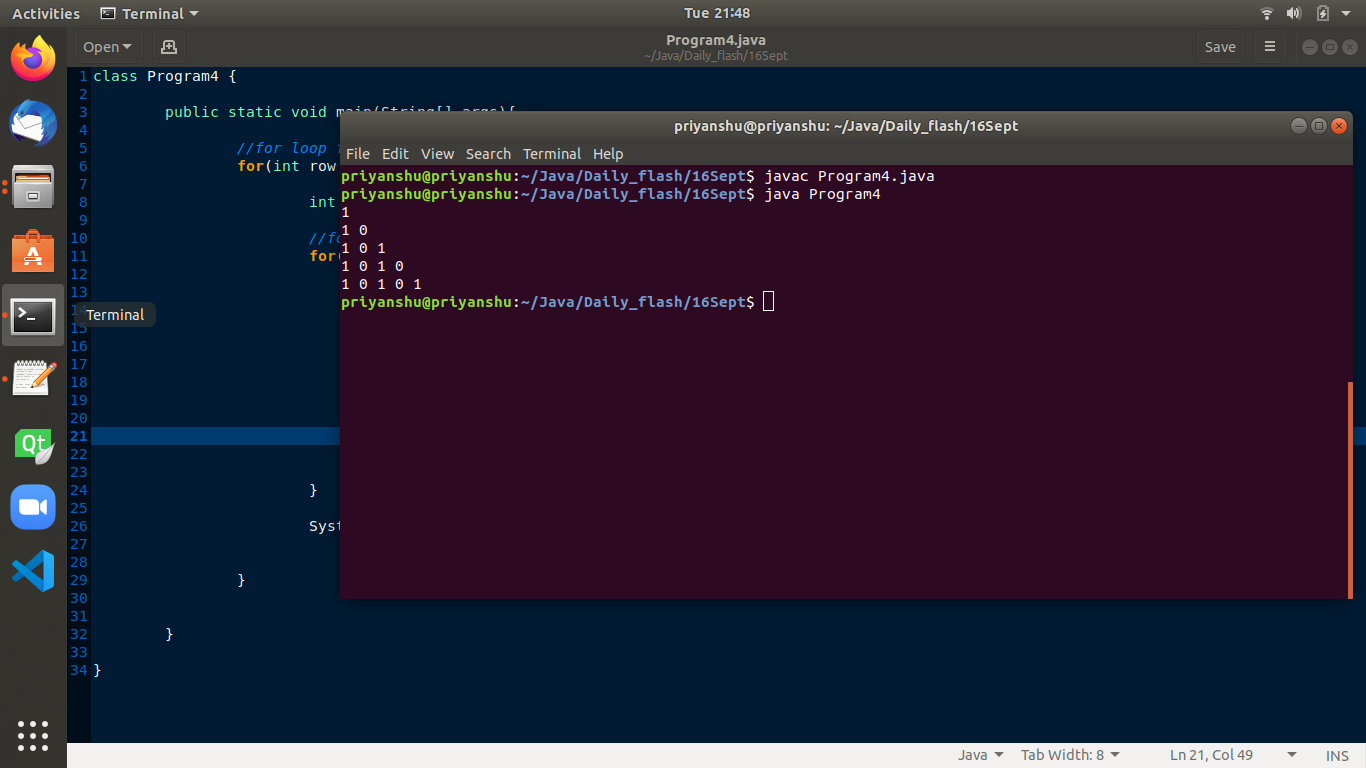 Activities Terminal Tue 21:48
Open Program4.java Save
~/Java/Daily_flash/16Sept
1 class Program4 {
2
3 public static void main(String[] args){
4
5 //for loop
6 for(int row
7
8 int
9
10 //fo
11 for(
12
13
14
15
16
17
18
19
20
21
22
23
24 }
25
26 Syst
27
28
29 }
30
31
32 }
33
34 }
Terminal
Qt
priyanshu@priyanshu: ~/Java/Daily_flash/16Sept
File Edit View Search Terminal Help
priyanshu@priyanshu:~/Java/Daily_flash/16Sept$ javac Program4.java
priyanshu@priyanshu:~/Java/Daily_flash/16Sept$ java Program4
1
1 0
1 0 1
1 0 1 0
1 0 1 0 1
priyanshu@priyanshu:~/Java/Daily_flash/16Sept$
Java Tab Width: 8 Ln 21, Col 49 INS